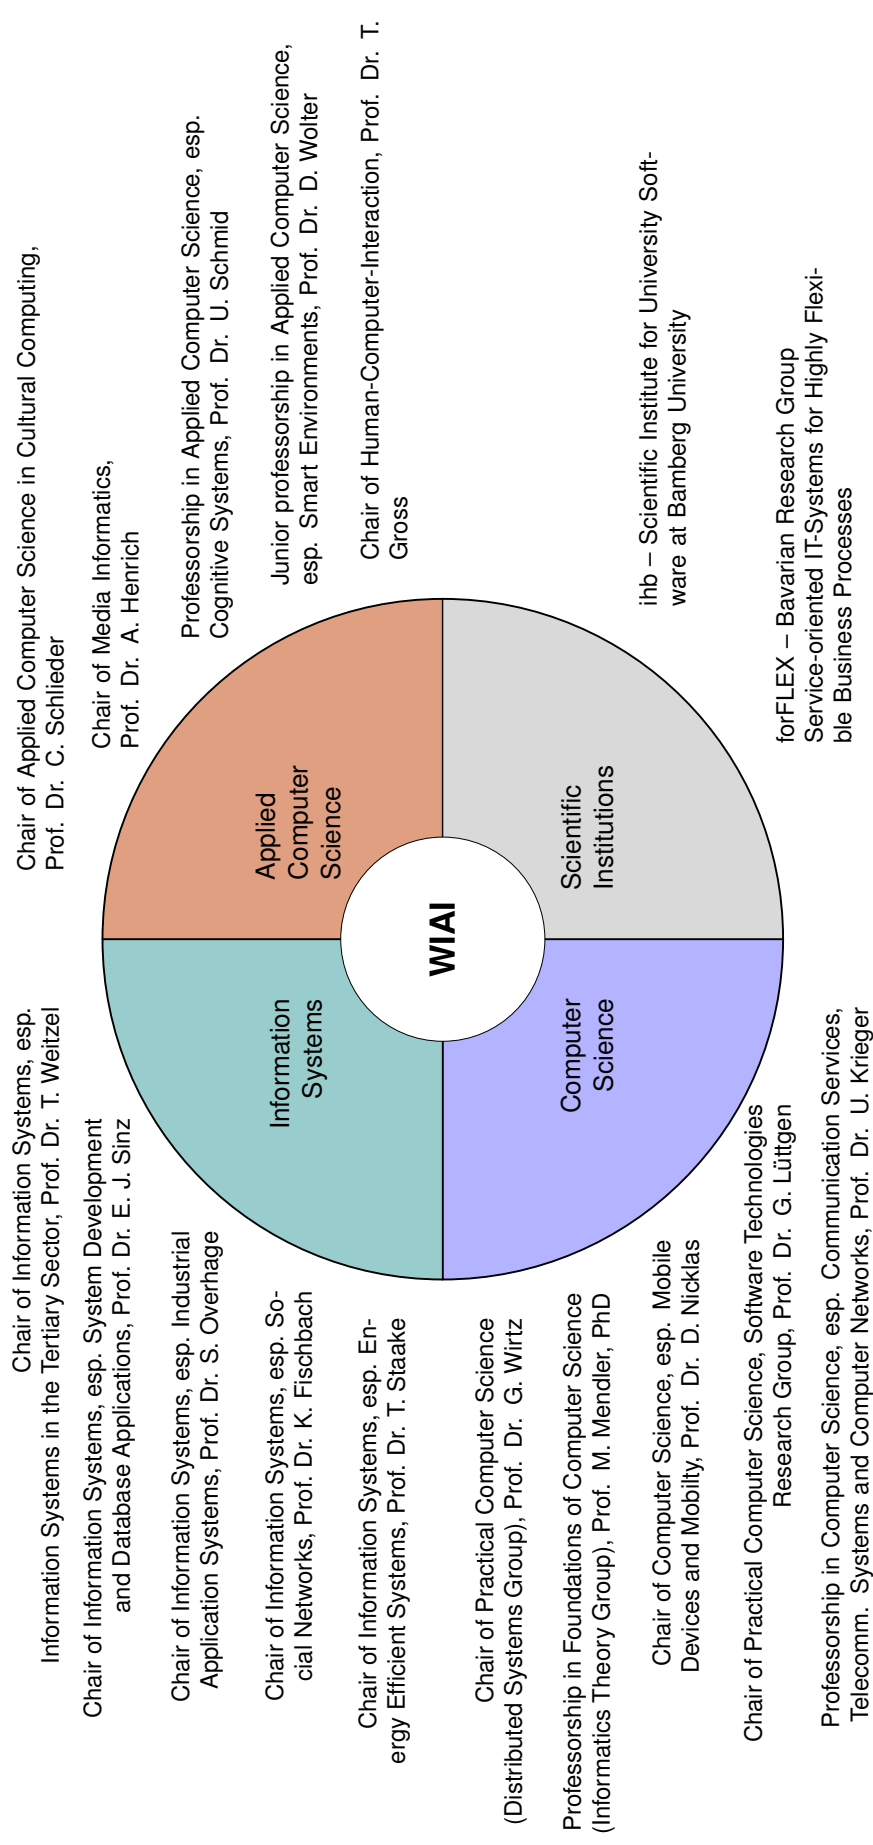 Chair of Information Systems, esp.
Information Systems in the Tertiary Sector, Prof. Dr. T. Weitzel
Chair of Information Systems, esp. System Development
and Database Applications, Prof. Dr. E. J. Sinz
Chair of Information Systems, esp. Industrial
Application Systems, Prof. Dr. S. Overhage
Chair of Information Systems, esp. So-
cial Networks, Prof. Dr. K. Fischbach
Chair of Information Systems, esp. En-
ergy Efficient Systems, Prof. Dr. T. Staake
Chair of Practical Computer Science
(Distributed Systems Group), Prof. Dr. G. Wirtz
Professorship in Foundations of Computer Science
(Informatics Theory Group), Prof. M. Mendler, PhD
Chair of Computer Science, esp. Mobile
Devices and Mobilty, Prof. Dr. D. Nicklas
Chair of Practical Computer Science, Software Technologies
Research Group, Prof. Dr. G. Lüttgen
Professorship in Computer Science, esp. Communication Services,
Telecomm. Systems and Computer Networks, Prof. Dr. U. Krieger
Information
Systems
Computer
Science
WIAI
Applied
Computer
Science
Scientific
Institutions
Chair of Applied Computer Science in Cultural Computing,
Prof. Dr. C. Schlieder
Chair of Media Informatics,
Prof. Dr. A. Henrich
Professorship in Applied Computer Science, esp.
Cognitive Systems, Prof. Dr. U. Schmid
Junior professorship in Applied Computer Science,
esp. Smart Environments, Prof. Dr. D. Wolter
Chair of Human-Computer-Interaction, Prof. Dr. T.
Gross
ihb – Scientific Institute for University Soft-
ware at Bamberg University
forFLEX – Bavarian Research Group
Service-oriented IT-Systems for Highly Flexi-
ble Business Processes